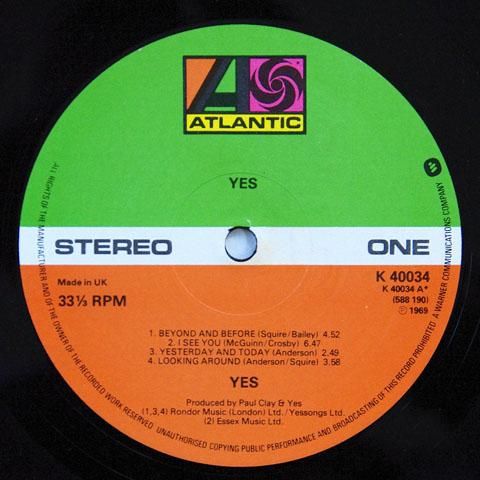 ATLANTIC
YES
STEREO ONE
Made in UK
33⅓ RPM
K 40034
K 40034 A*
(588 190)
℗ 1969
1. BEYOND AND BEFORE (Squire/Bailey) 4.52
2. I SEE YOU (McGuinn/Crosby) 6.47
3. YESTERDAY AND TODAY (Anderson) 2.49
4. LOOKING AROUND (Anderson/Squire) 3.58
YES
Produced by Paul Clay & Yes
(1,3,4) Rondor Music (London) Ltd./Yessongs Ltd.
(2) Essex Music Ltd.
ALL RIGHTS OF THE MANUFACTURER AND OF THE OWNER OF THE RECORDED WORK RESERVED UNAUTHORISED COPYING PUBLIC PERFORMANCE AND BROADCASTING OF THIS RECORD PROHIBITED A WARNER COMMUNICATIONS COMPANY